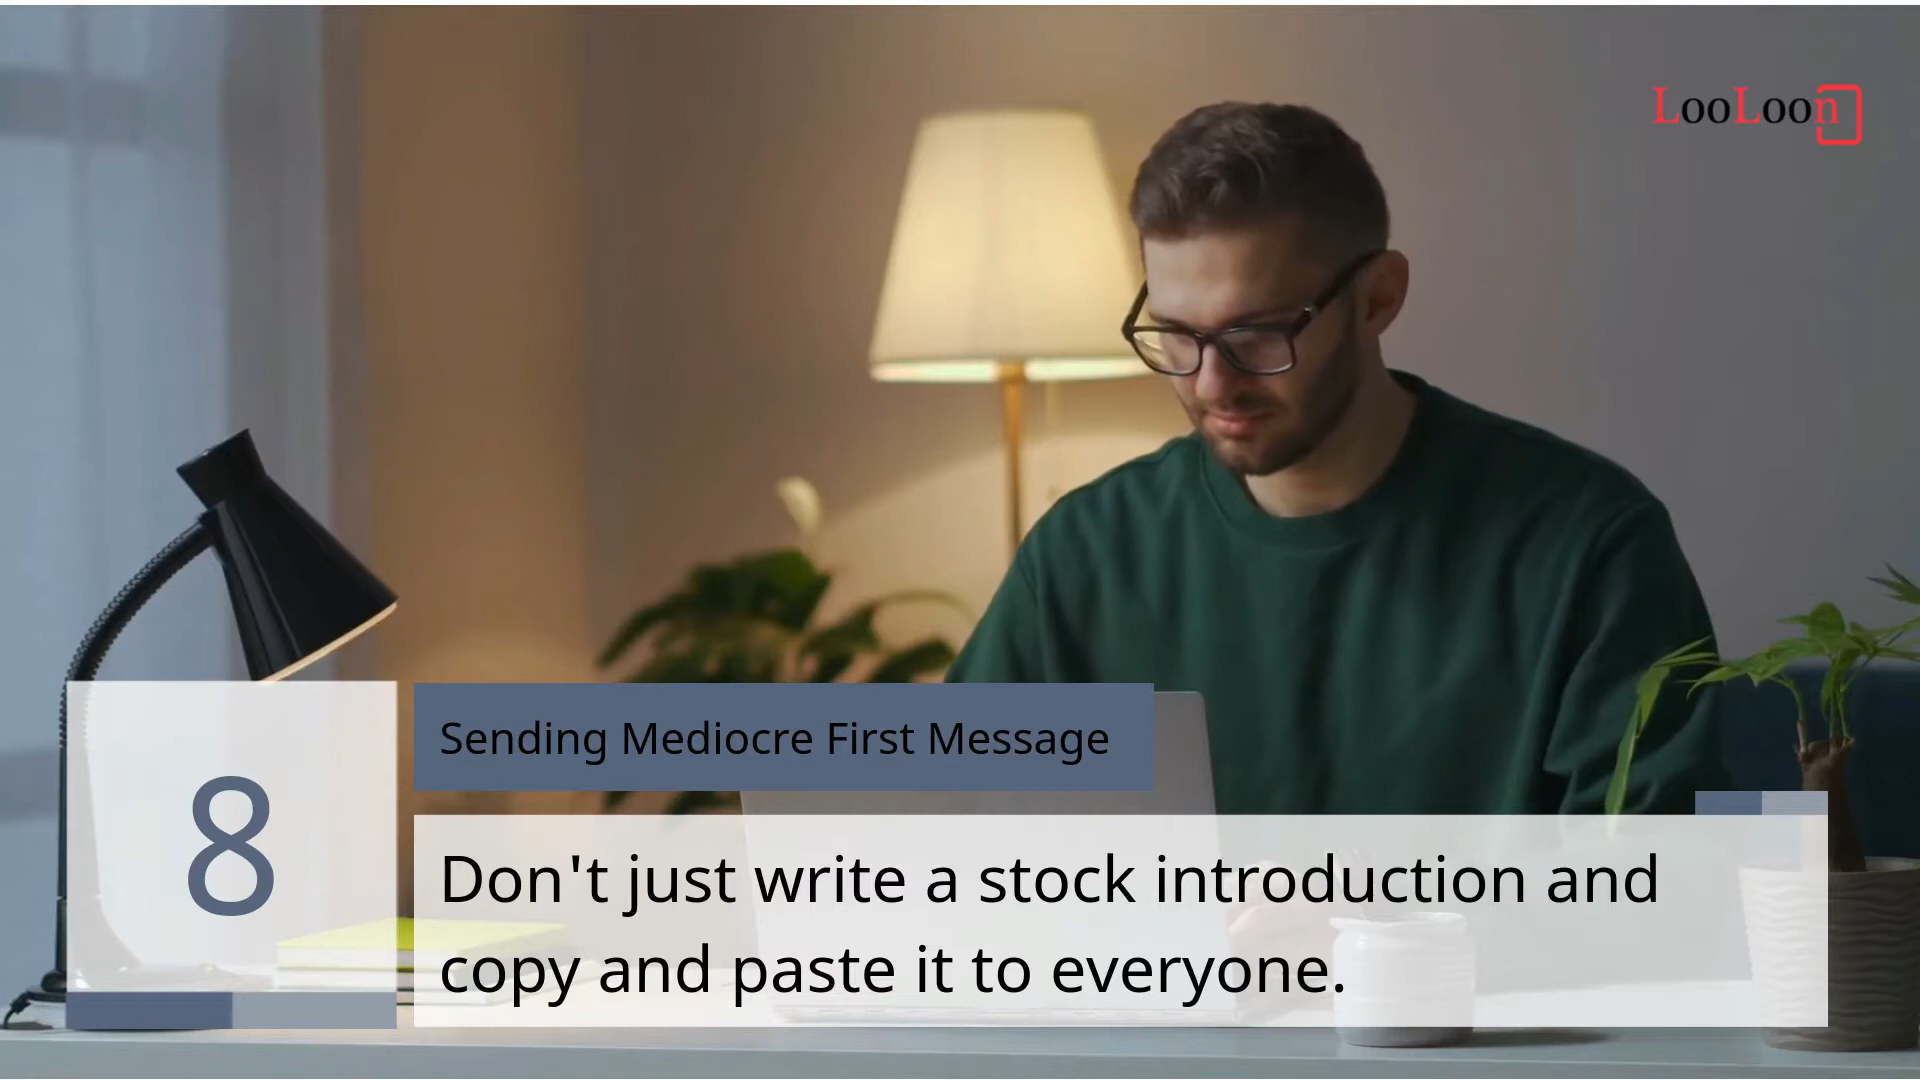 LooLoon
8
Sending Mediocre First Message
Don't just write a stock introduction and
copy and paste it to everyone.